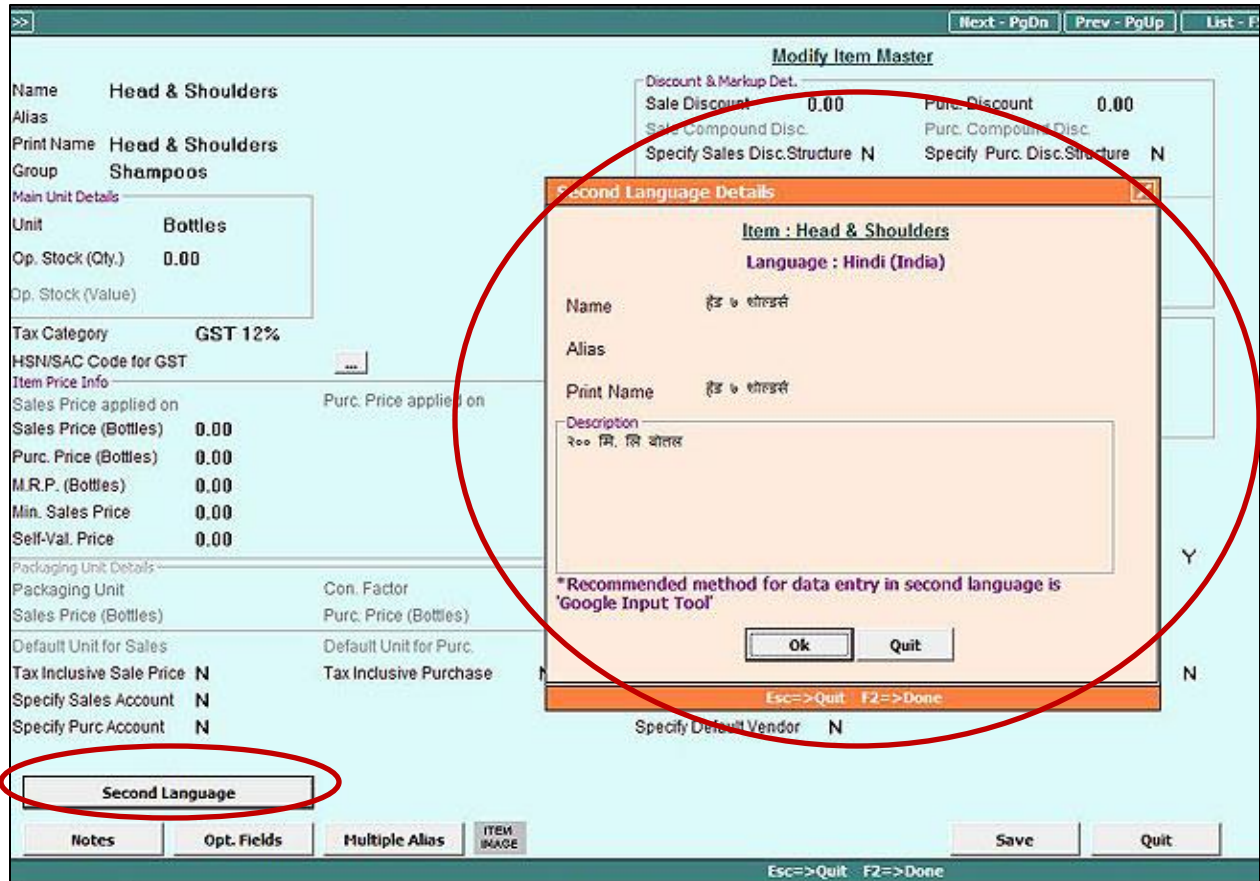 >>
Next - PgDn Prev - PgUp List - F
Modify Item Master
Name Head & Shoulders
Alias
Print Name Head & Shoulders
Group Shampoos
Main Unit Details
Unit Bottles
Op. Stock (Qty.) 0.00
Op. Stock (Value)
Tax Category GST 12%
HSN/SAC Code for GST ...
Item Price Info
Sales Price applied on Purc. Price applied on
Sales Price (Bottles) 0.00
Purc. Price (Bottles) 0.00
M.R.P. (Bottles) 0.00
Min. Sales Price 0.00
Self-Val. Price 0.00
Packaging Unit Details
Packaging Unit Con. Factor
Sales Price (Bottles) Purc. Price (Bottles)
Default Unit for Sales Default Unit for Purc.
Tax Inclusive Sale Price N Tax Inclusive Purchase N
Specify Sales Account N
Specify Purc Account N
Discount & Markup Det.
Sale Discount 0.00 Purc. Discount 0.00
Sale Compound Disc. Purc. Compound Disc.
Specify Sales Disc.Structure N Specify Purc. Disc.Structure N
Second Language Details
Item : Head & Shoulders
Language : Hindi (India)
Name हेड ७ शोल्डर्स
Alias
Print Name हेड ७ शोल्डर्स
Description
२०० मि. लि बोतल
*Recommended method for data entry in second language is
'Google Input Tool'
Ok Quit
Esc=>Quit F2=>Done
Y
N
Specify Default Vendor N
Second Language
Notes Opt. Fields Multiple Alias ITEM IMAGE Save Quit
Esc=>Quit F2=>Done